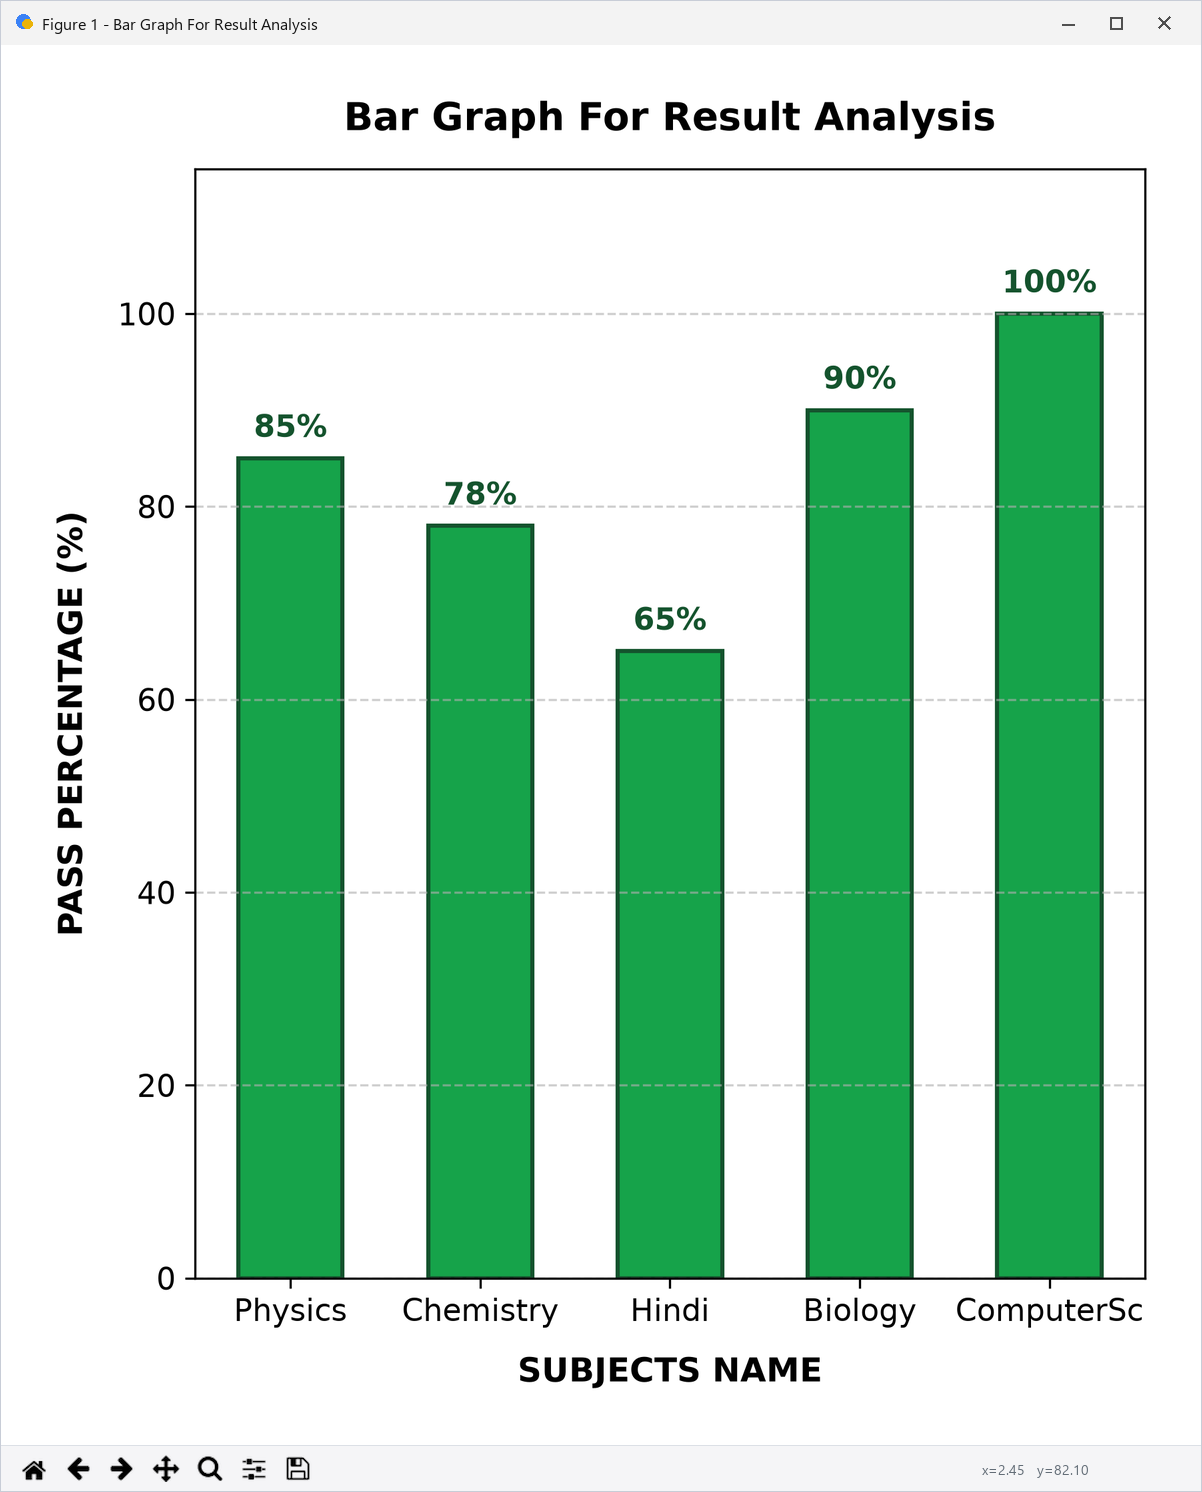 Figure 1 - Bar Graph For Result Analysis
Bar Graph For Result Analysis
100%
100
90%
85%
78%
80
65%
60
40
20
0
PASS PERCENTAGE (%)
Physics Chemistry Hindi Biology ComputerSc
SUBJECTS NAME
x=2.45 y=82.10